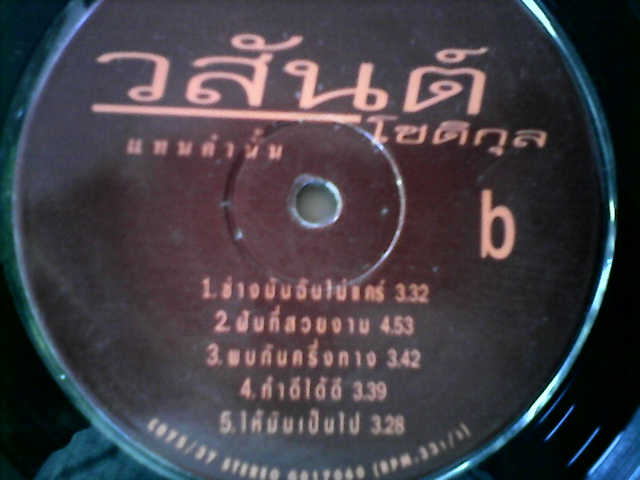 วสันต์
โชติกุล
แทนคำนั้น
b
1. ช่างมันฉันไม่แคร์ 3.32
2. ฝันที่สวยงาม 4.53
3. พบกันครึ่งทาง 3.42
4. ทำดีได้ดี 3.39
5. ให้มันเป็นไป 3.28
STEREO (RPM. 33 1/3)